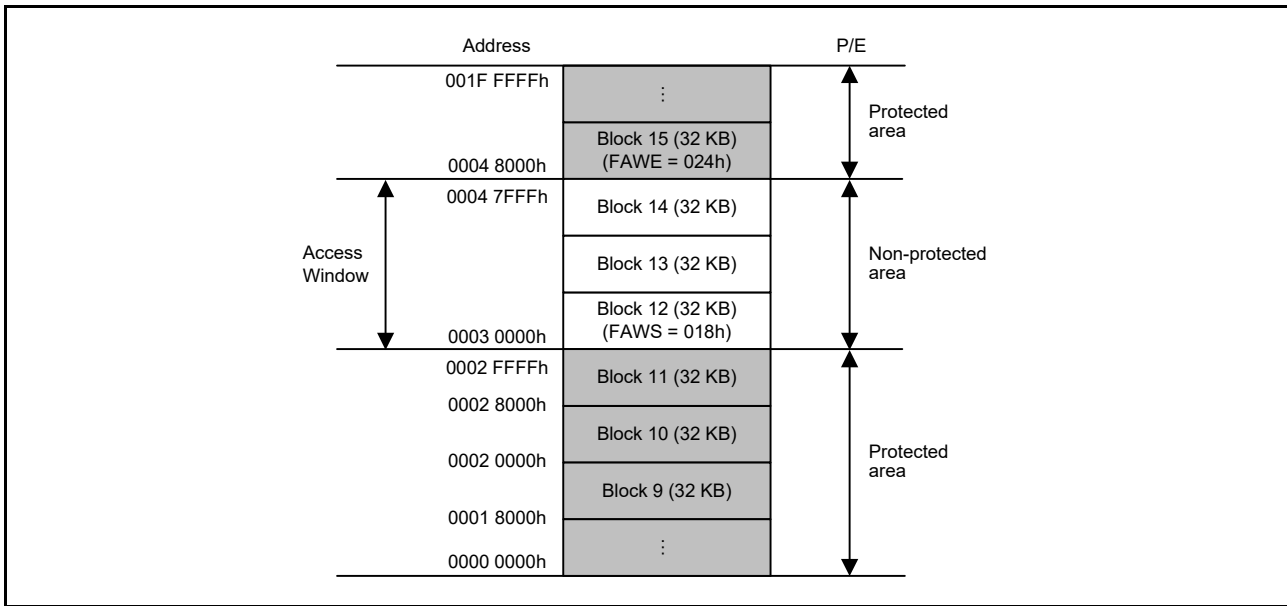 Address
P/E
001F FFFFh
⋮
Protected
area
Block 15 (32 KB)
(FAWE = 024h)
0004 8000h
0004 7FFFh
Block 14 (32 KB)
Access
Window
Block 13 (32 KB)
Non-protected
area
Block 12 (32 KB)
(FAWS = 018h)
0003 0000h
0002 FFFFh
Block 11 (32 KB)
0002 8000h
Block 10 (32 KB)
Protected
area
0002 0000h
Block 9 (32 KB)
0001 8000h
⋮
0000 0000h